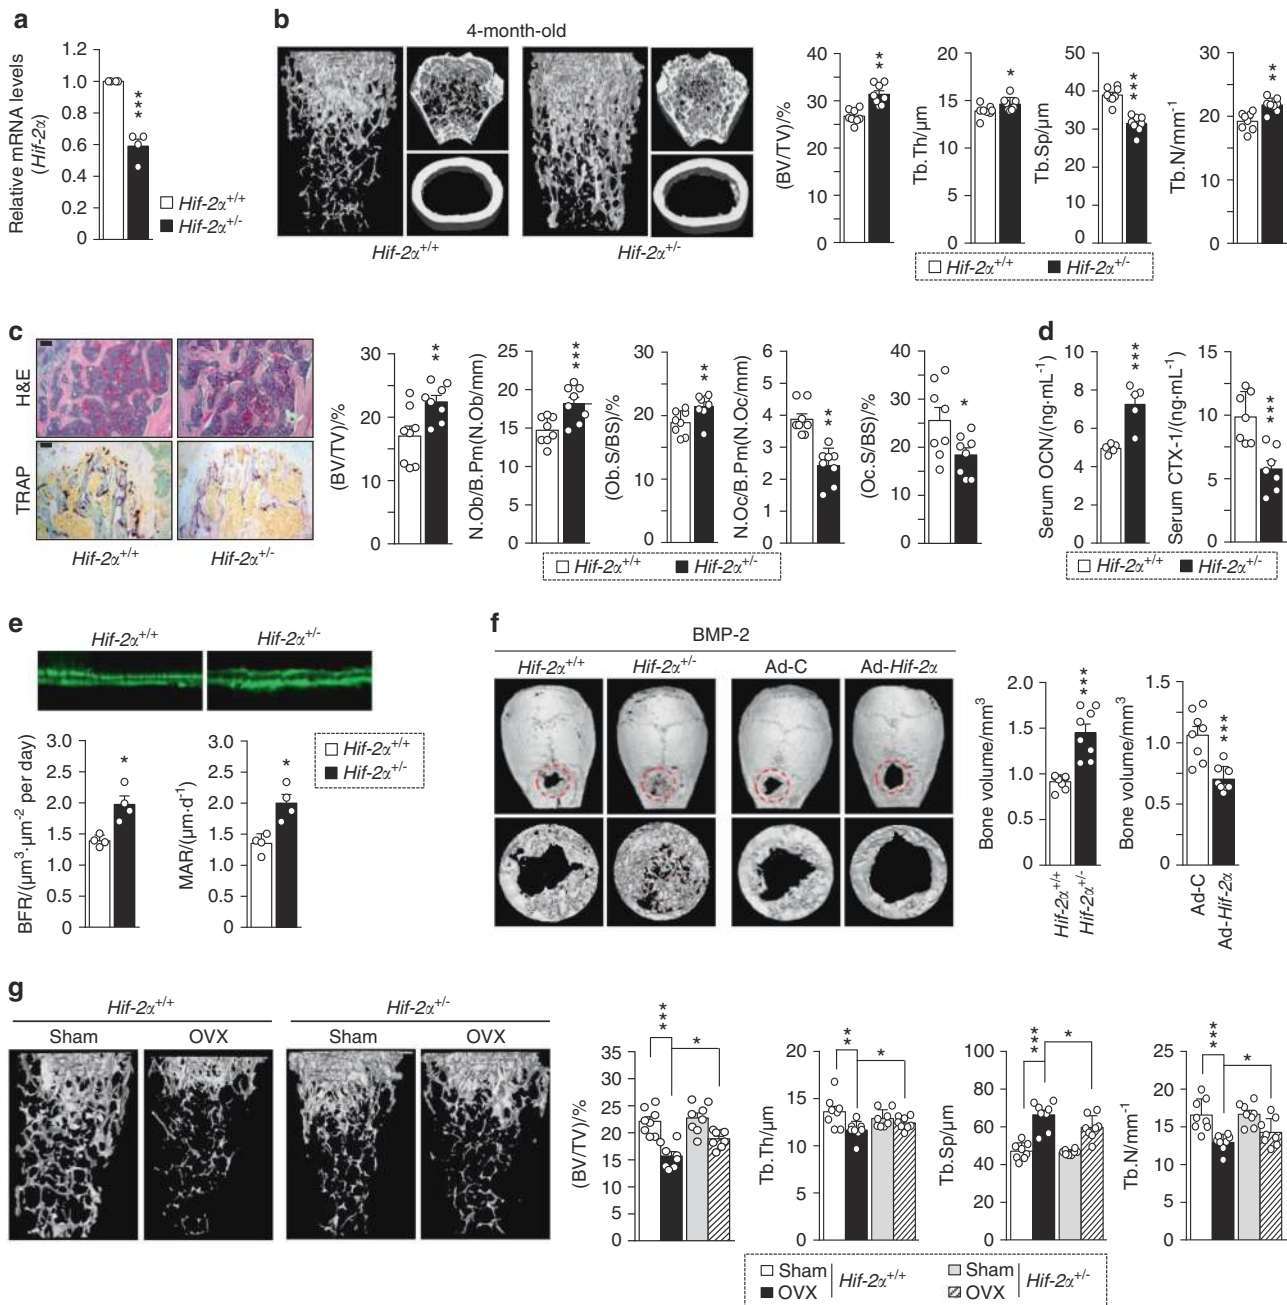 a
Relative mRNA levels
(Hif-2α)
1.2
1.0
0.8
0.6
0.4
0.2
0
***
Hif-2α+/+
Hif-2α+/-
b
4-month-old
Hif-2α+/+
Hif-2α+/-
(BV/TV)/%
40
30
20
10
0
**
Tb.Th/μm
20
15
10
5
0
*
Tb.Sp/μm
50
40
30
20
10
0
***
Tb.N/mm-1
30
20
10
0
**
Hif-2α+/+
Hif-2α+/-
c
H&E
TRAP
Hif-2α+/+
Hif-2α+/-
(BV/TV)/%
30
20
10
0
**
N.Ob/B.Pm(N.Ob/mm)
25
20
15
10
5
0
***
(Ob.S/BS)/%
30
20
10
0
**
N.Oc/B.Pm(N.Oc/mm)
6
5
4
3
2
1
0
**
(Oc.S/BS)/%
40
30
20
10
0
*
Hif-2α+/+
Hif-2α+/-
d
Serum OCN/(ng·mL-1)
10
8
6
4
2
0
***
Serum CTX-1/(ng·mL-1)
15
10
5
0
***
Hif-2α+/+
Hif-2α+/-
e
Hif-2α+/+
Hif-2α+/-
BFR/(μm3·μm-2 per day)
3.0
2.5
2.0
1.5
1.0
0.5
0
*
MAR/(μm·d-1)
3.0
2.5
2.0
1.5
1.0
0.5
0
*
Hif-2α+/+
Hif-2α+/-
f
BMP-2
Hif-2α+/+
Hif-2α+/-
Ad-C
Ad-Hif-2α
Bone volume/mm3
2.0
1.5
1.0
0.5
0
***
Hif-2α+/+
Hif-2α+/-
Bone volume/mm3
1.5
1.0
0.5
0
***
Ad-C
Ad-Hif-2α
g
Hif-2α+/+
Hif-2α+/-
Sham
OVX
Sham
OVX
(BV/TV)/%
35
30
25
20
15
10
5
0
***
*
Tb.Th/μm
20
15
10
5
0
**
*
Tb.Sp/μm
100
80
60
40
20
0
***
*
Tb.N/mm-1
25
20
15
10
5
0
***
*
Sham
OVX
Hif-2α+/+
Sham
OVX
Hif-2α+/-